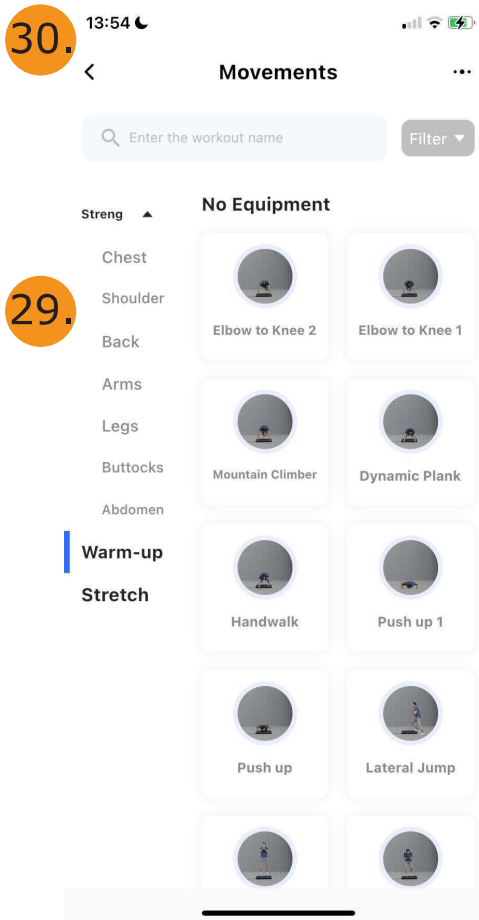 30.
13:54
Movements
Enter the workout name
Filter
Streng
No Equipment
Chest
Shoulder
29.
Back
Arms
Legs
Buttocks
Abdomen
Warm-up
Stretch
Elbow to Knee 2
Elbow to Knee 1
Mountain Climber
Dynamic Plank
Handwalk
Push up 1
Push up
Lateral Jump